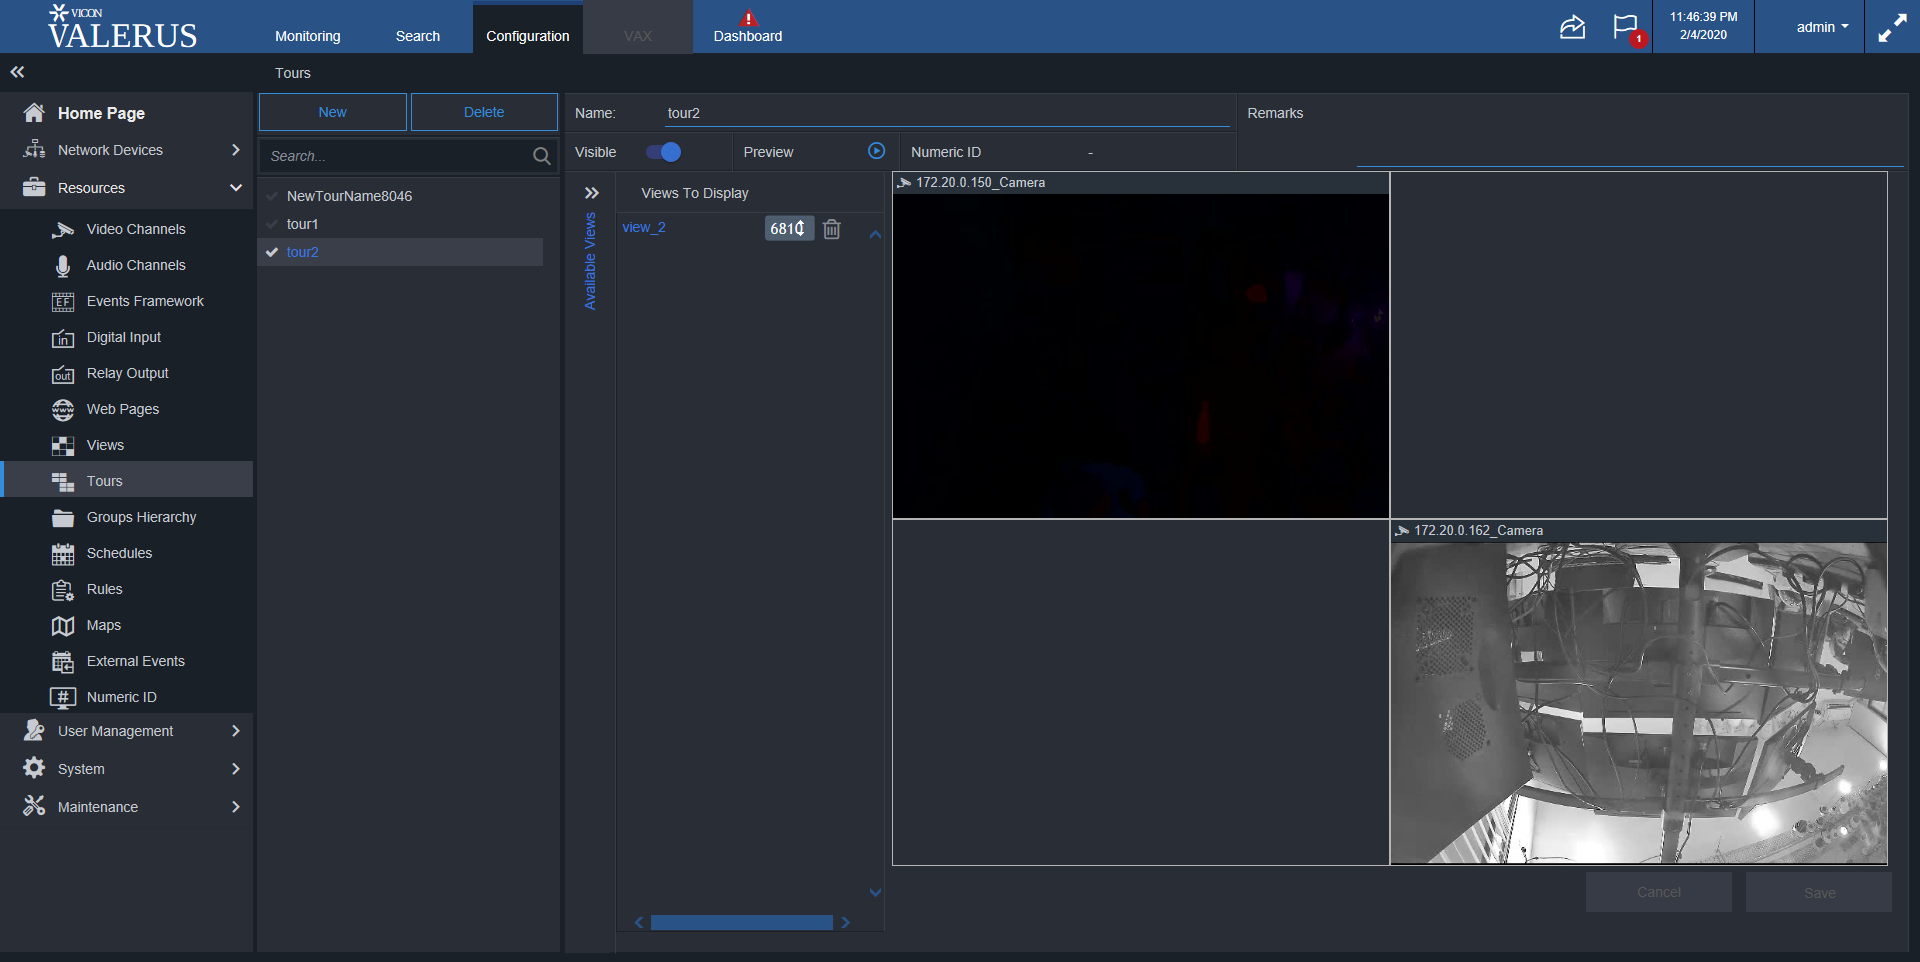 VICON
VALERUS
Monitoring
Search
Configuration
VAX
Dashboard
1
11:46:39 PM
2/4/2020
admin
Tours
Home Page
Network Devices
Resources
Video Channels
Audio Channels
EF
Events Framework
in
Digital Input
out
Relay Output
www
Web Pages
Views
Tours
Groups Hierarchy
Schedules
Rules
Maps
External Events
#
Numeric ID
User Management
System
Maintenance
New
Delete
Search...
NewTourName8046
tour1
tour2
Name:
tour2
Remarks
Visible
Preview
Numeric ID
-
Available Views
Views To Display
view_2
6810
172.20.0.150_Camera
172.20.0.162_Camera
Cancel
Save